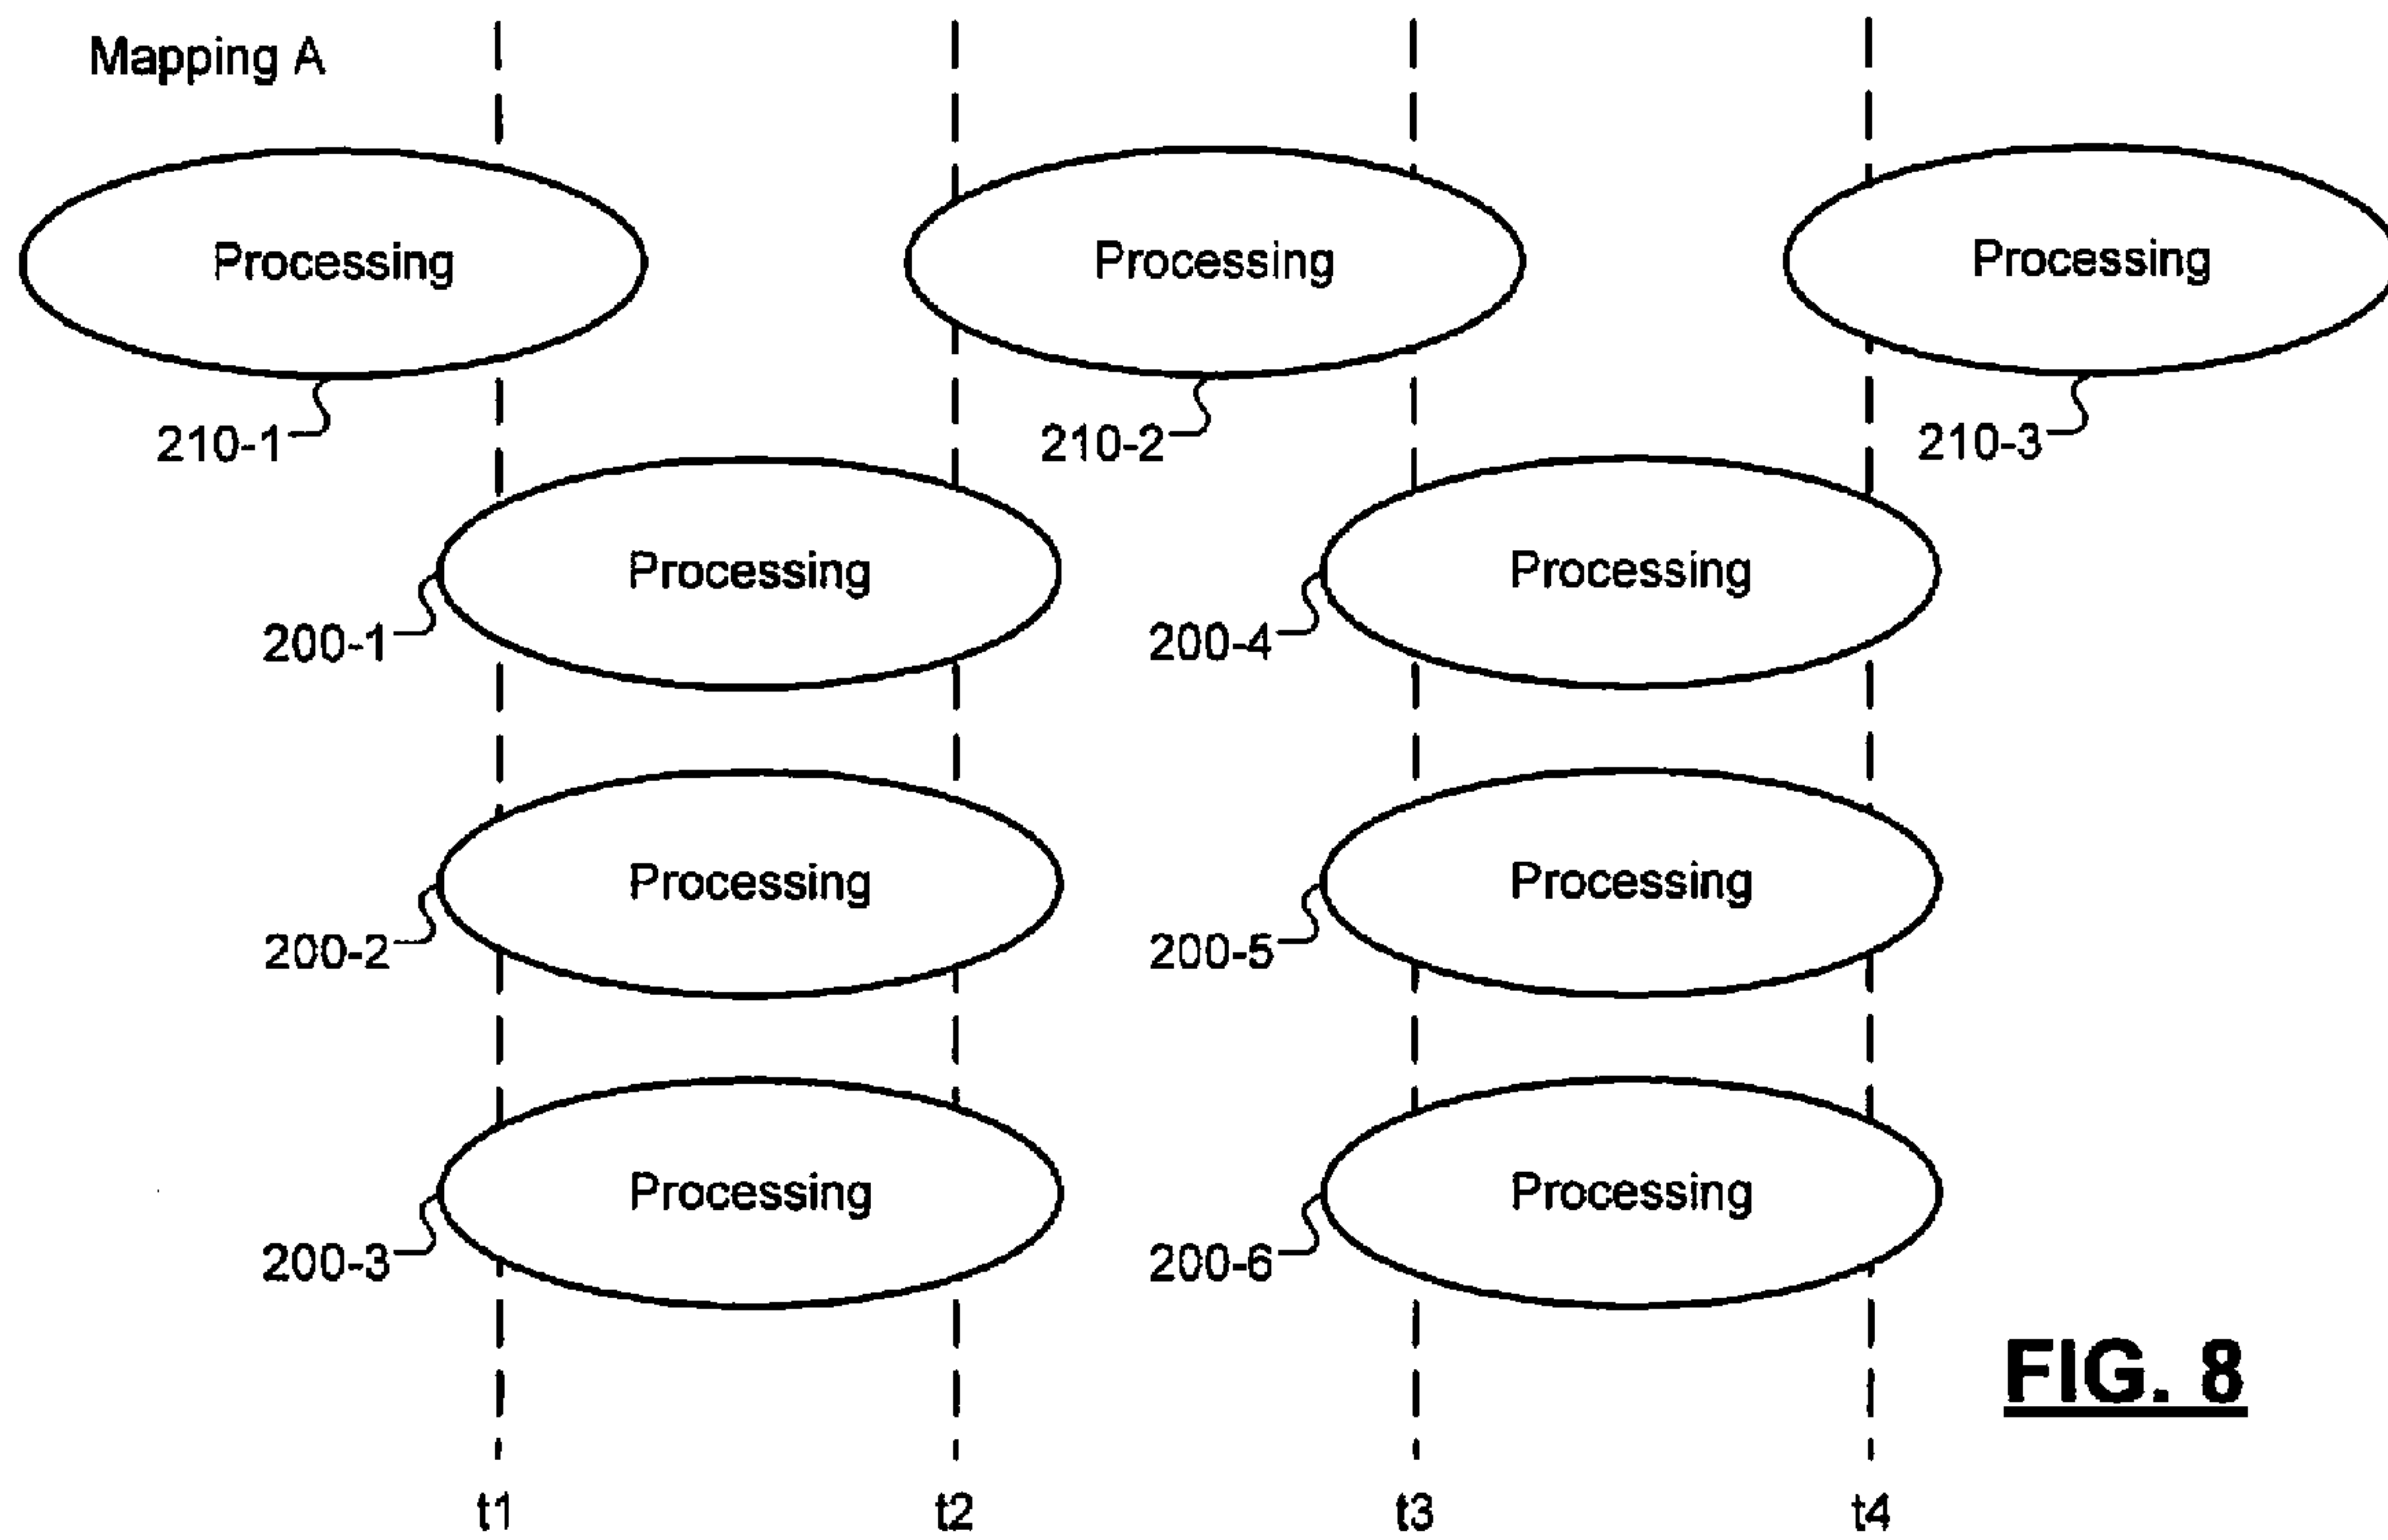 Mapping A
Processing
Processing
Processing
210-1
210-2
210-3
Processing
Processing
200-1
200-4
Processing
Processing
200-2
200-5
Processing
Processing
200-3
200-6
FIG. 8
t1
t2
t3
t4